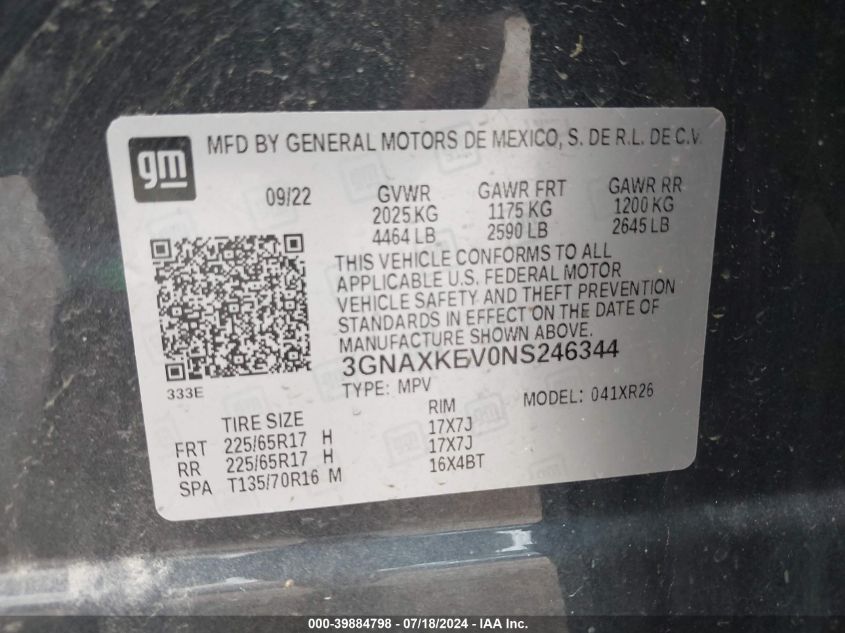 gm
MFD BY GENERAL MOTORS DE MEXICO, S. DE R.L. DE C.V.
09/22 GVWR GAWR FRT GAWR RR
2025 KG 1175 KG 1200 KG
4464 LB 2590 LB 2645 LB
THIS VEHICLE CONFORMS TO ALL
APPLICABLE U.S. FEDERAL MOTOR
VEHICLE SAFETY AND THEFT PREVENTION
STANDARDS IN EFFECT ON THE DATE OF
MANUFACTURE SHOWN ABOVE.
3GNAXKEV0NS246344
333E TYPE: MPV MODEL: 041XR26
TIRE SIZE RIM
FRT 225/65R17 H 17X7J
RR 225/65R17 H 17X7J
SPA T135/70R16 M 16X4BT
000-39884798 - 07/18/2024 - IAA Inc.